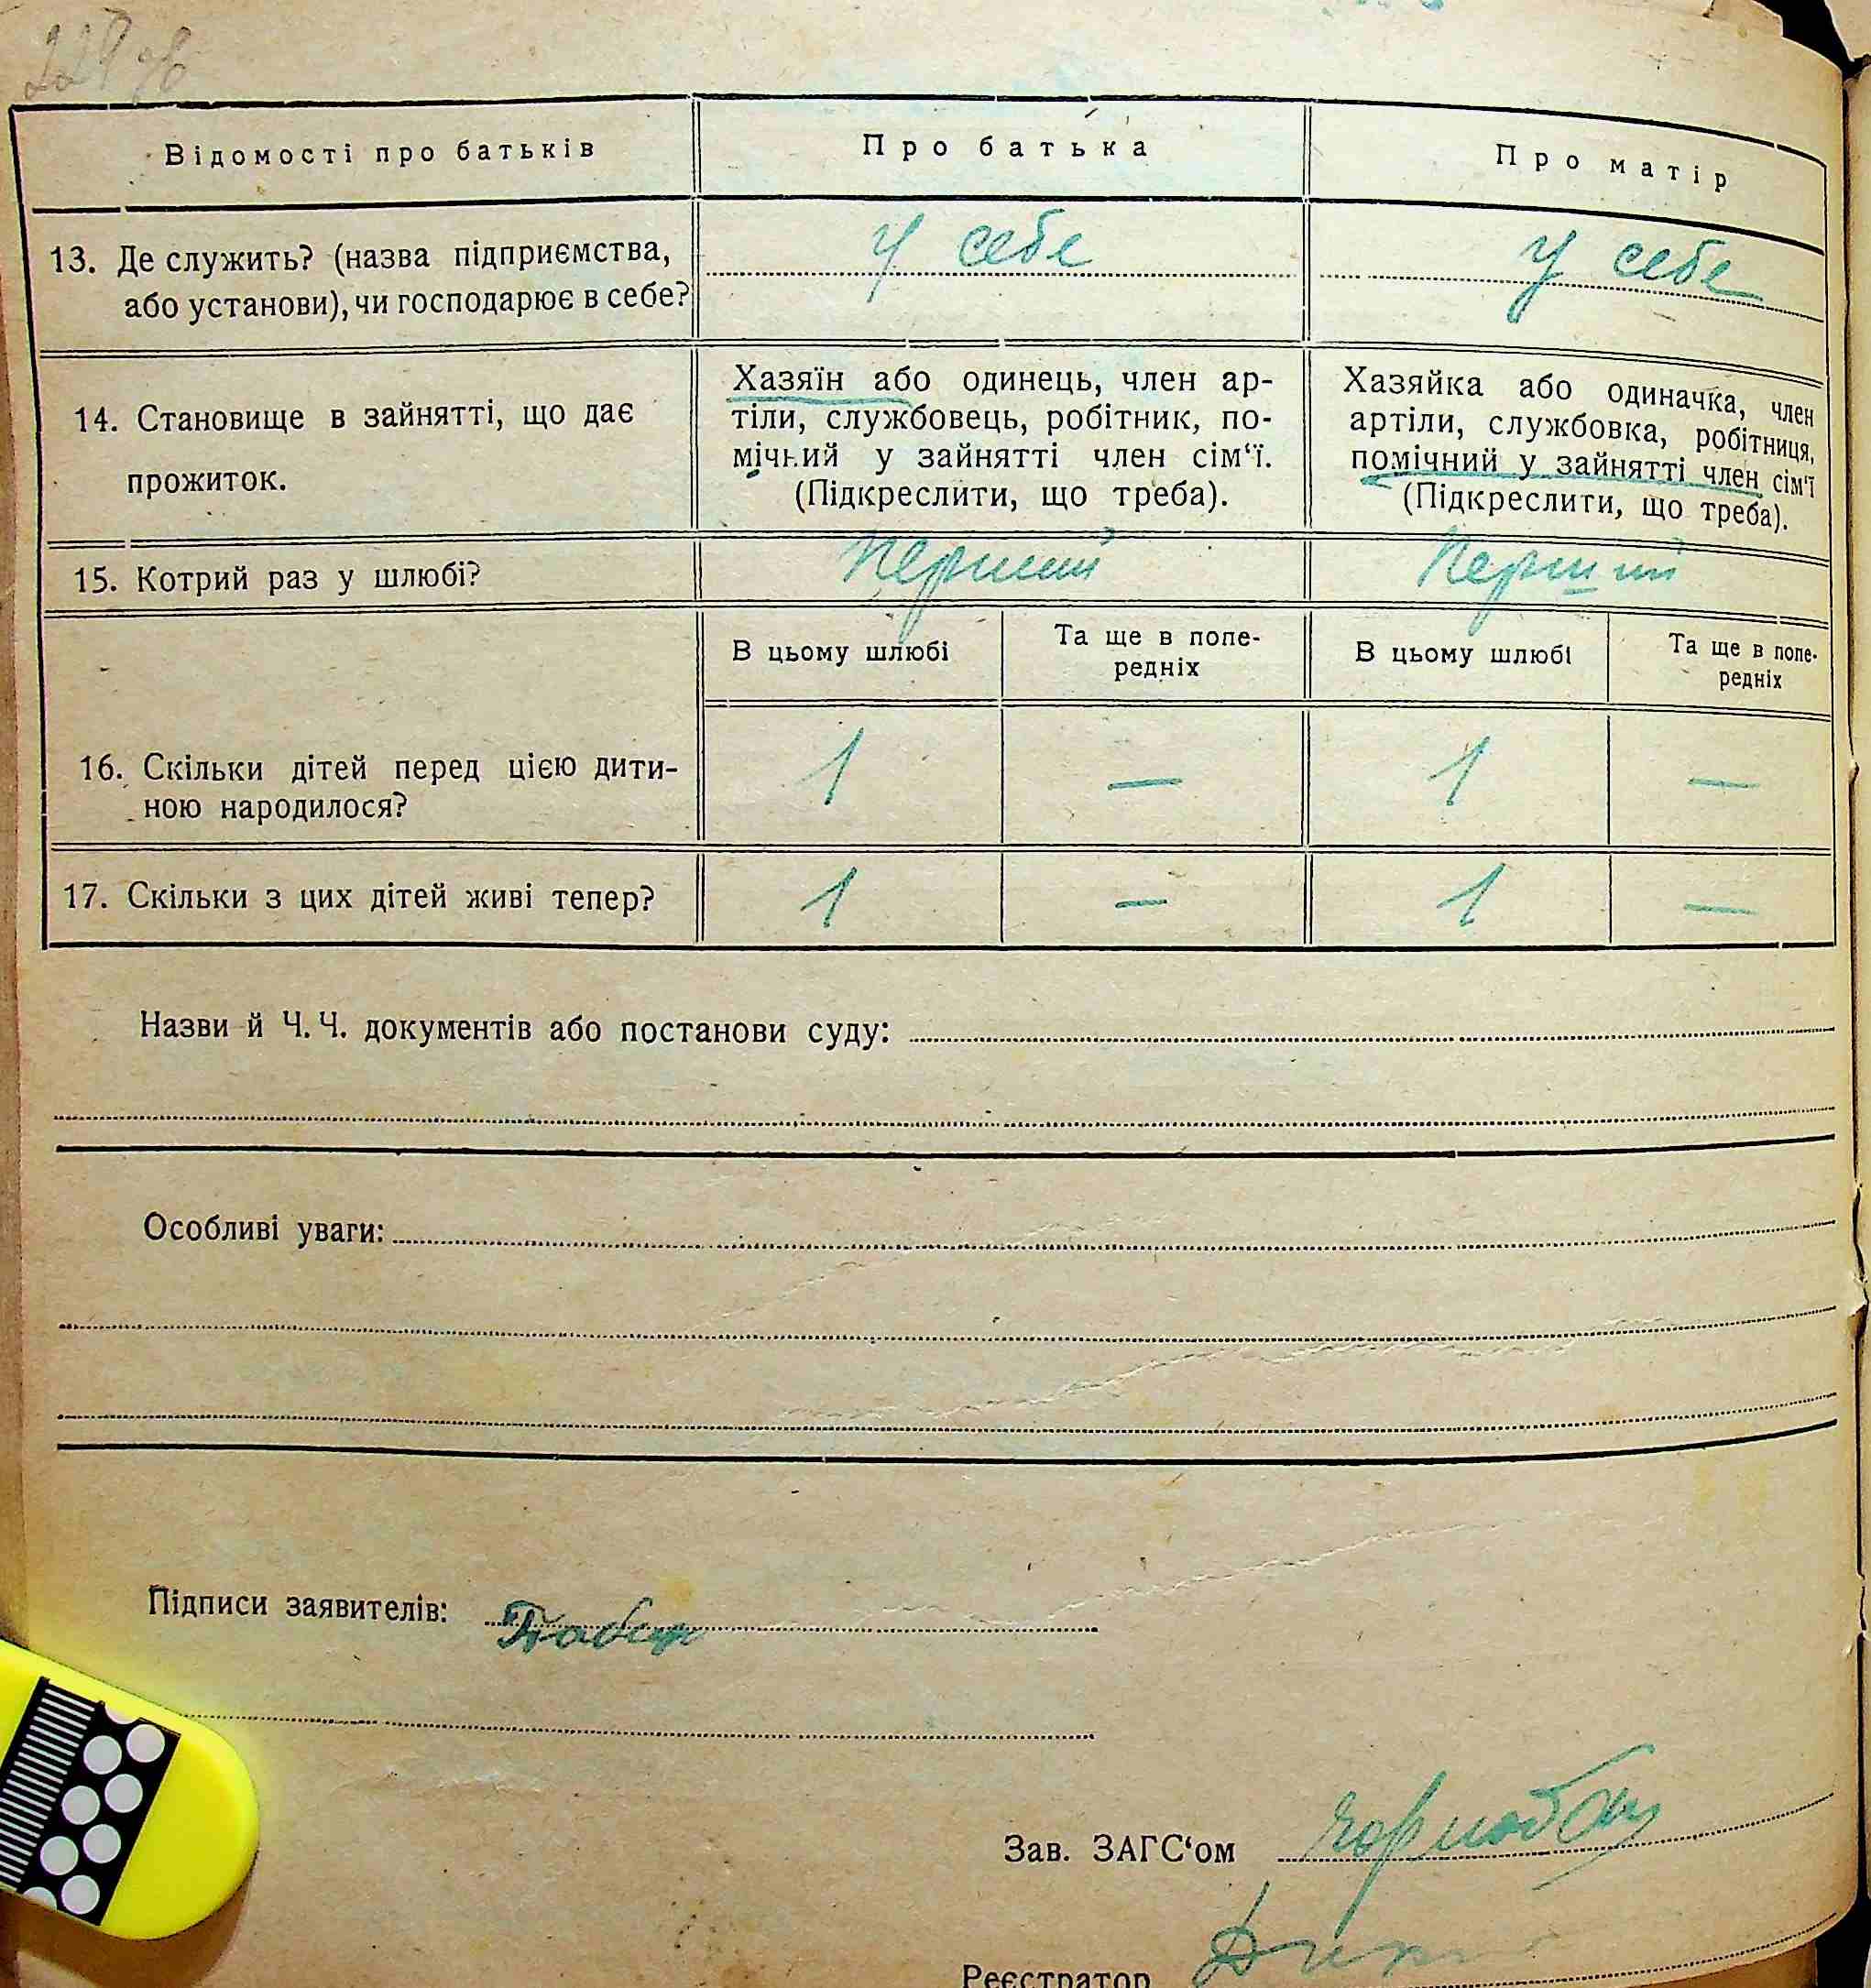 Відомості про батьків
Про батька
Про матір
13. Де служить? (назва підприємства,
або установи), чи господарює в себе?
У себе
У себе
14. Становище в зайнятті, що дає
прожиток.
Хазяїн або одинець, член ар-
тіли, службовець, робітник, по-
мічний у зайнятті член сім‘ї.
(Підкреслити, що треба).
Хазяйка або одиначка, член
артіли, службовка, робітниця,
помічний у зайнятті член сім‘ї
(Підкреслити, що треба).
15. Котрий раз у шлюбі?
Перший
Перший
В цьому шлюбі
Та ще в попе-
редніх
В цьому шлюбі
Та ще в попе-
редніх
16. Скільки дітей перед цією дити-
ною народилося?
1
—
1
—
17. Скільки з цих дітей живі тепер?
1
—
1
—
Назви й Ч. Ч. документів або постанови суду:
Особливі уваги:
Підписи заявителів:
Зав. ЗАГС‘ом
Реєстратор